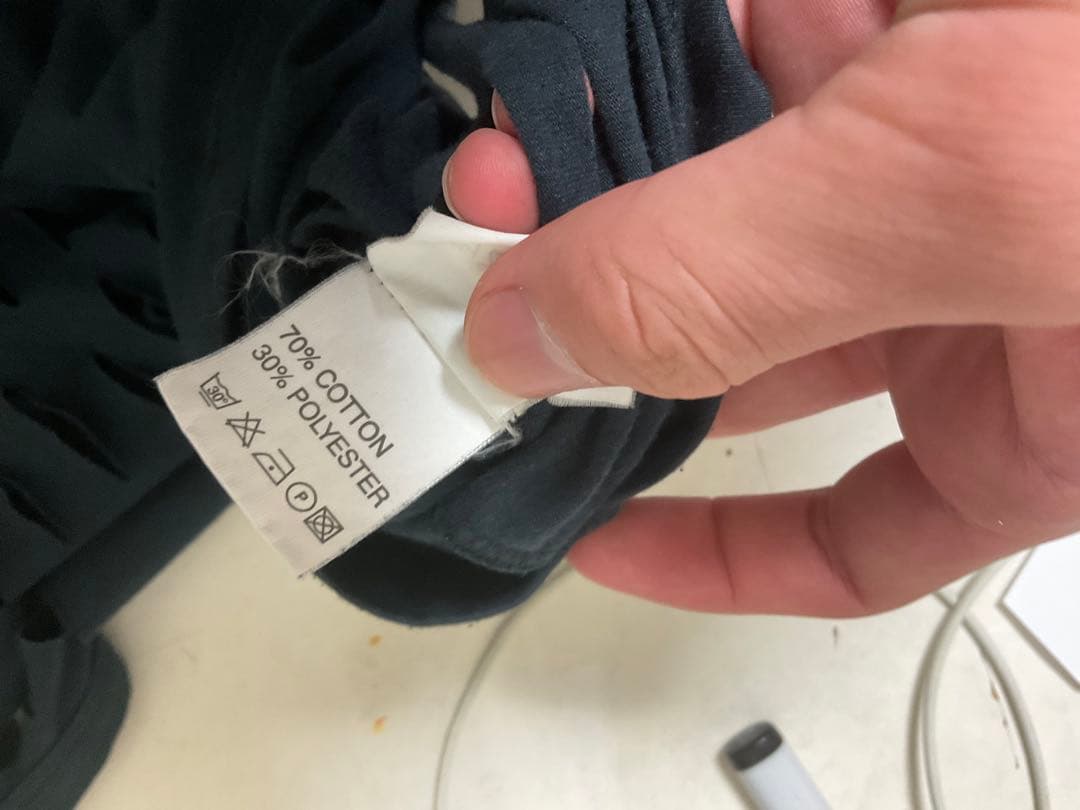 70% COTTON
30% POLYESTER
30°
P